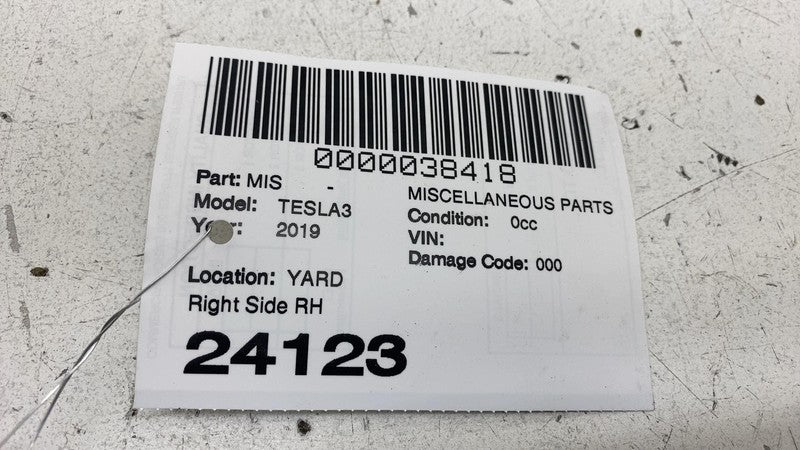 0000038418
Part: MIS - MISCELLANEOUS PARTS
Model: TESLA3 Condition: 0cc
Year: 2019 VIN:
Damage Code: 000
Location: YARD
Right Side RH
24123